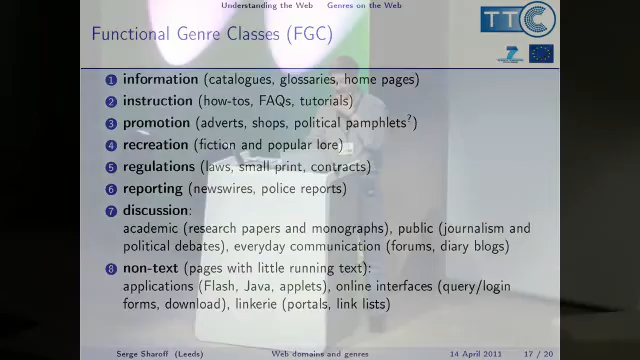 Understanding the Web Genres on the Web
Functional Genre Classes (FGC)
TTC
7
1 information (catalogues, glossaries, home pages)
2 instruction (how-tos, FAQs, tutorials)
3 promotion (adverts, shops, political pamphlets?)
4 recreation (fiction and popular lore)
5 regulations (laws, small print, contracts)
6 reporting (newswires, police reports)
7 discussion:
academic (research papers and monographs), public (journalism and
political debates), everyday communication (forums, diary blogs)
8 non-text (pages with little running text):
applications (Flash, Java, applets), online interfaces (query/login
forms, download), linkerie (portals, link lists)
Serge Sharoff (Leeds) Web domains and genres 14 April 2011 17 / 20